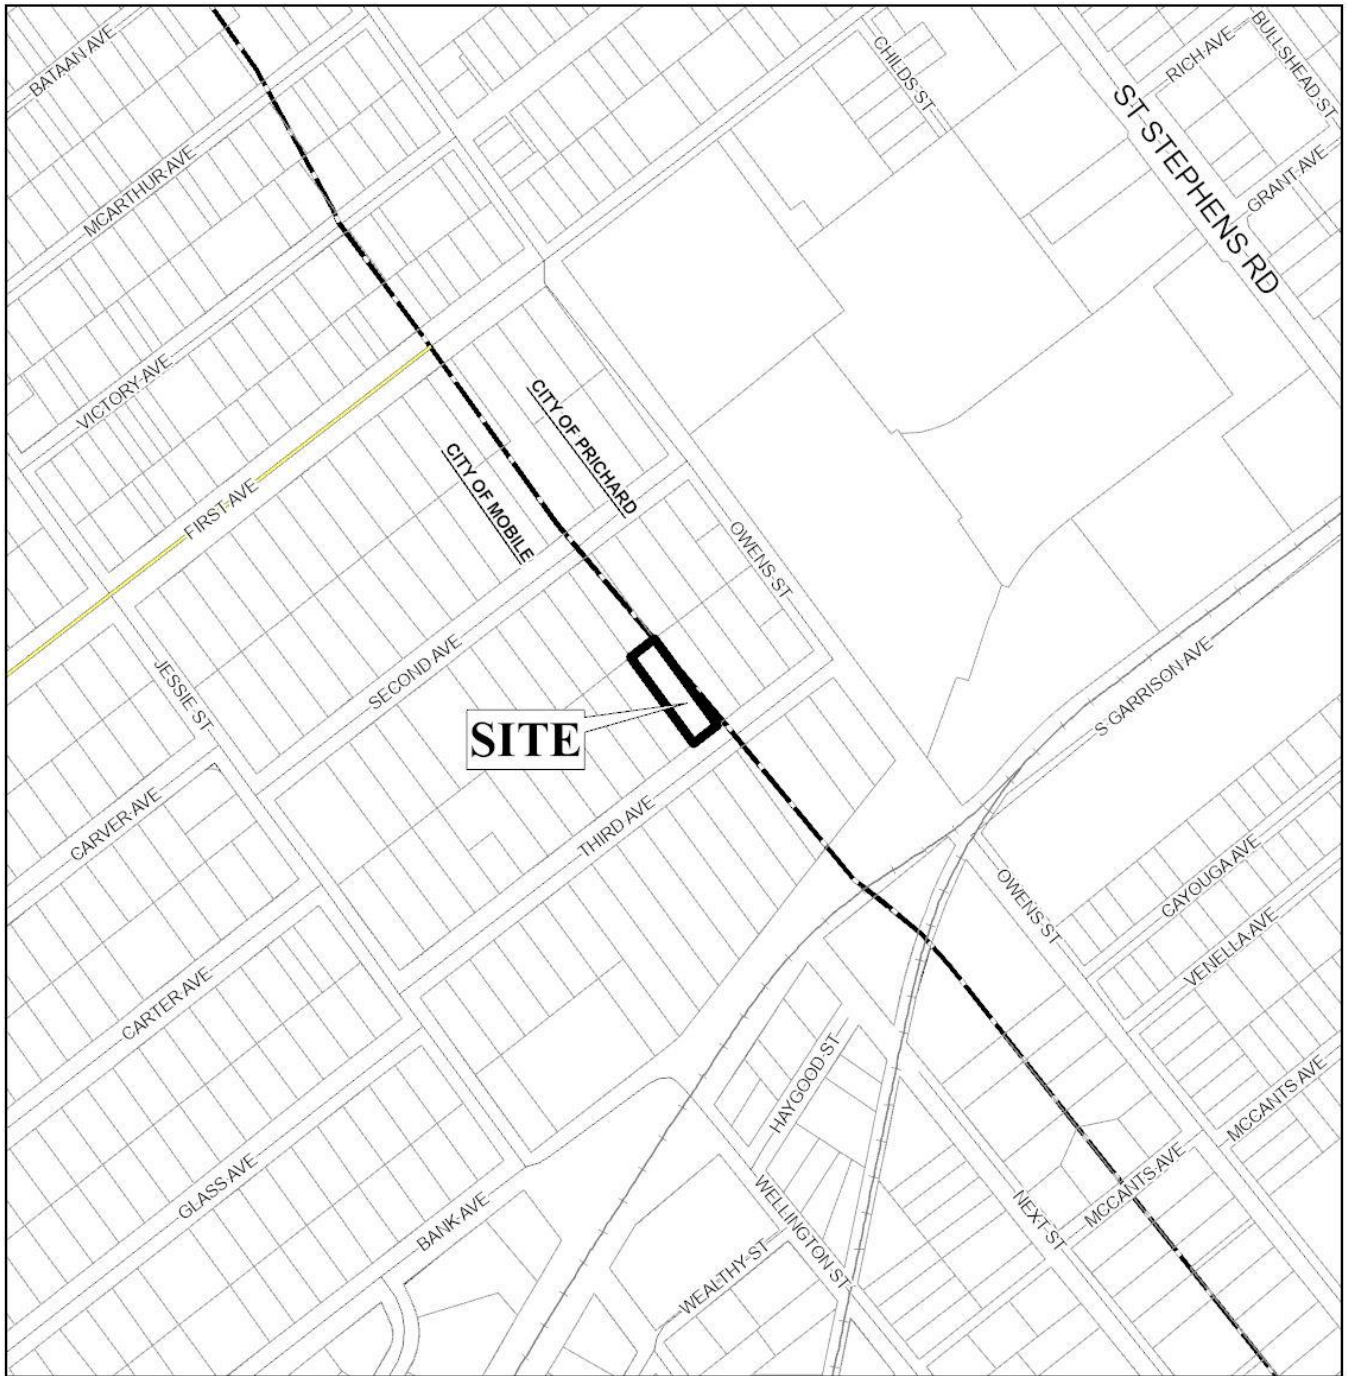 BATAAN AVE
CHILDS ST
RICH AVE
BULLSHEAD ST
ST STEPHENS RD
GRANT AVE
MCARTHUR AVE
VICTORY AVE
CITY OF PRICHARD
CITY OF MOBILE
FIRST AVE
OWENS ST
SECOND AVE
JESSIE ST
S GARRISON AVE
SITE
CARVER AVE
THIRD AVE
CAYOUGA AVE
OWENS ST
VENELLA AVE
CARTER AVE
HAYGOOD ST
MCCANTS AVE
GLASS AVE
BANK AVE
WELLINGTON ST
NEXT ST
MCCANTS AVE
WEALTHY ST